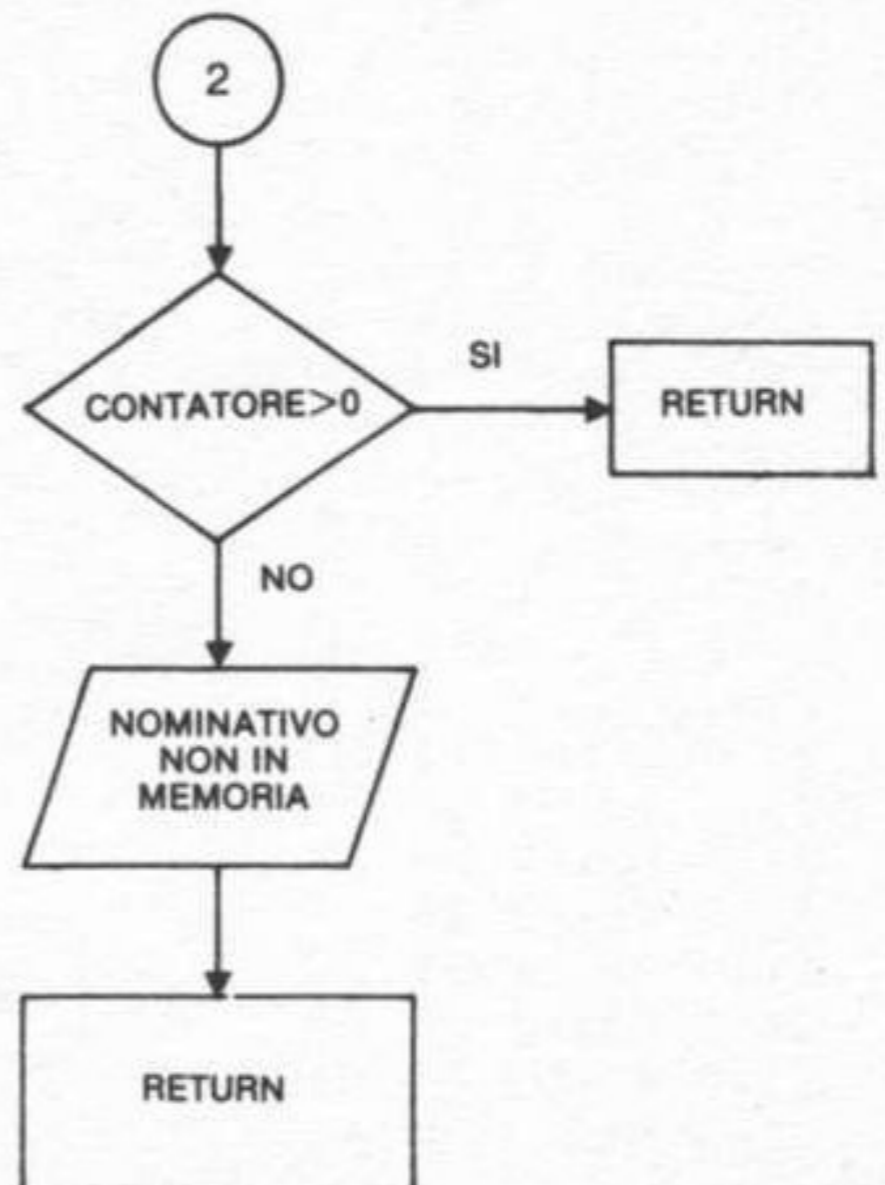 2
CONTATORE>0
SI
RETURN
NO
NOMINATIVO
NON IN
MEMORIA
RETURN